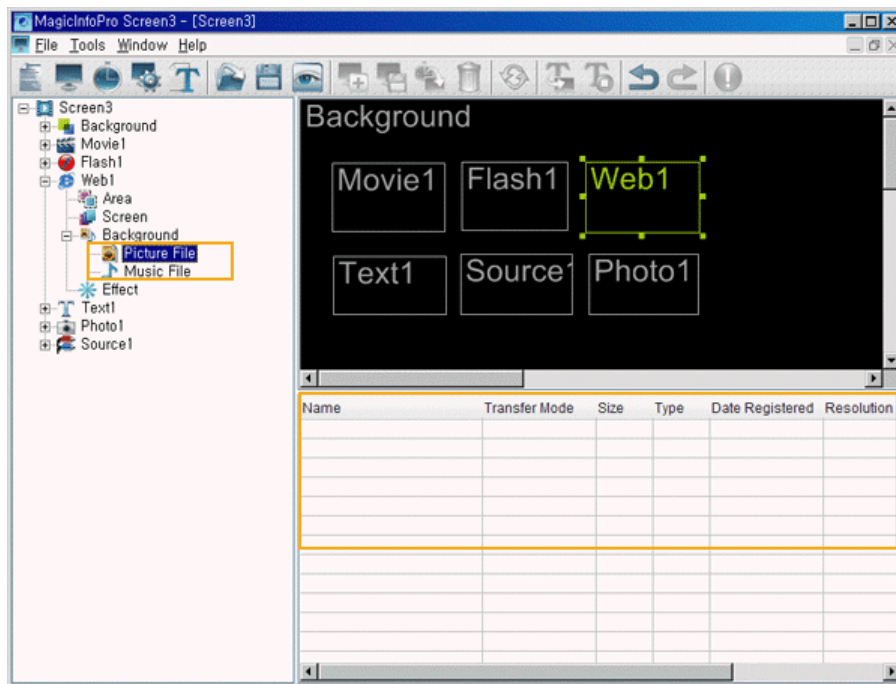 MagicInfoPro Screen3 - [Screen3]
File Tools Window Help
Screen3
Background
Movie1
Flash1
Web1
Area
Screen
Background
Picture File
Music File
Effect
Text1
Photo1
Source1
Background
Movie1 Flash1 Web1
Text1 Source1 Photo1
Name Transfer Mode Size Type Date Registered Resolution